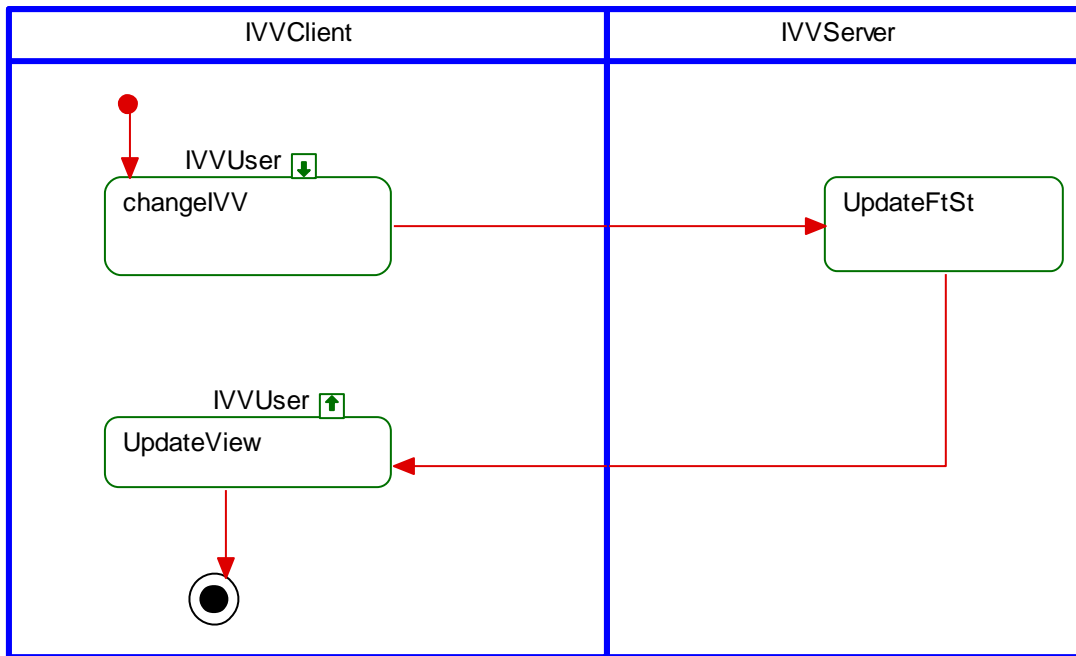 IVVClient
IVVServer
IVVUser
changeIVV
UpdateFtSt
IVVUser
UpdateView